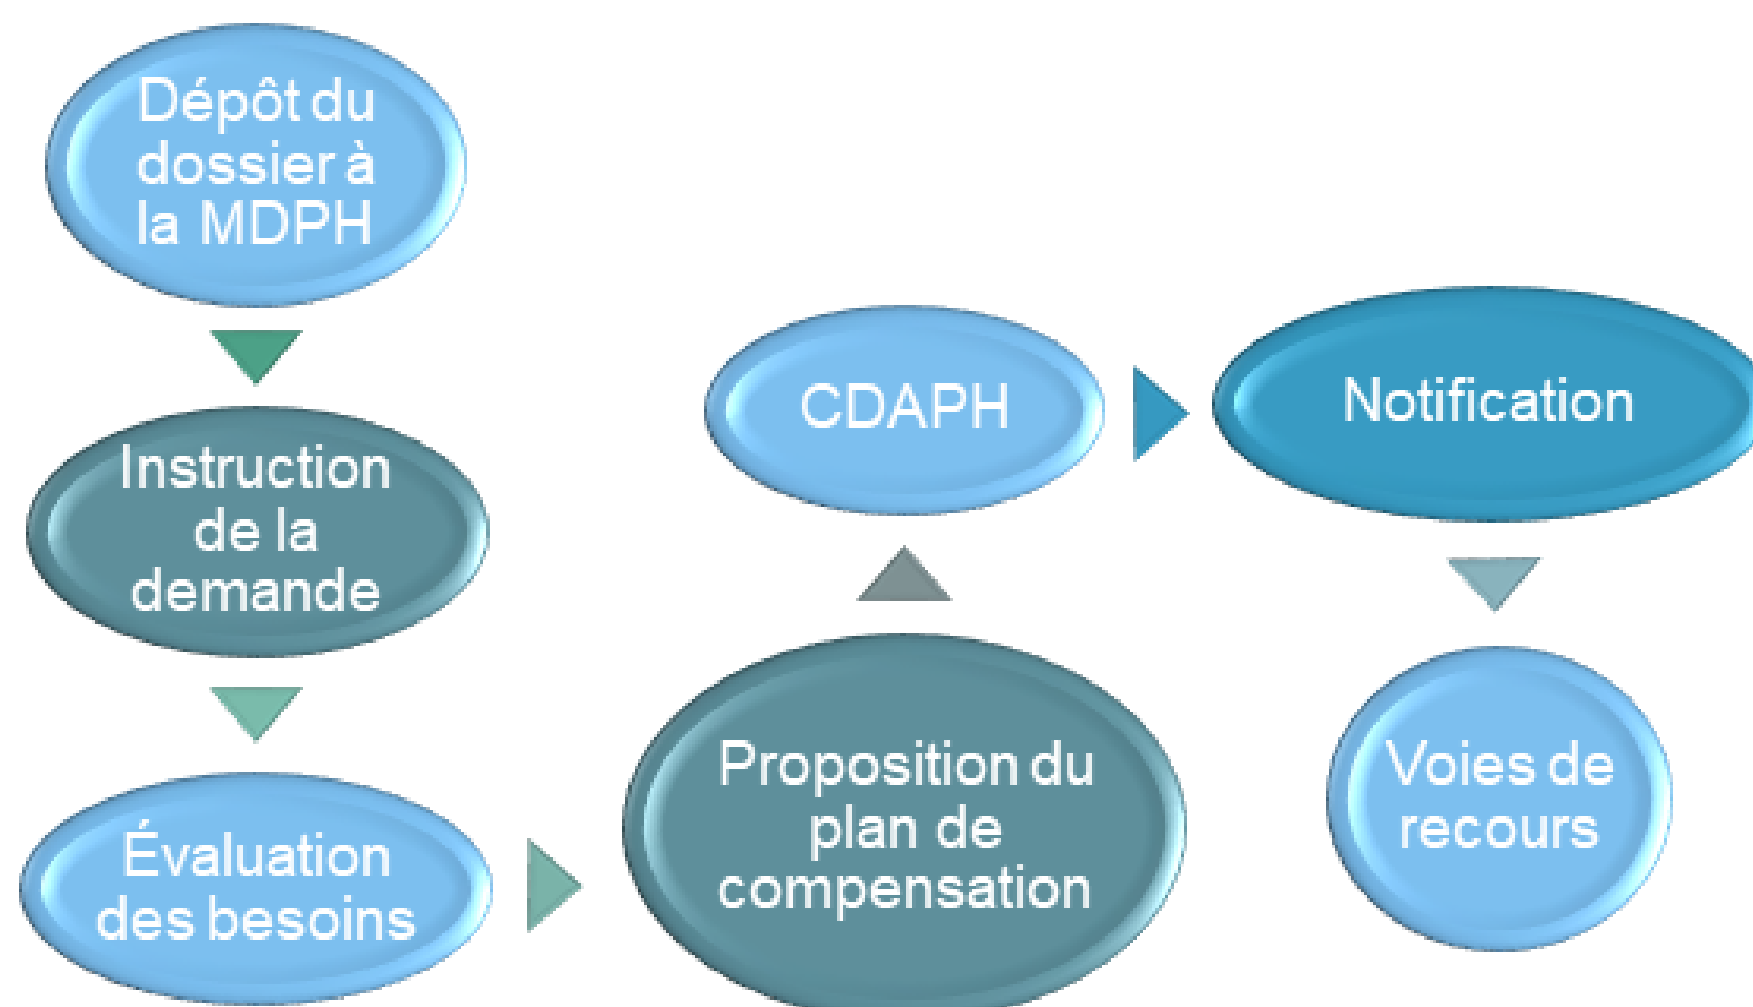 Dépôt du
dossier à
la MDPH
Instruction
de la
demande
Évaluation
des besoins
Proposition du
plan de
compensation
CDAPH
Notification
Voies de
recours